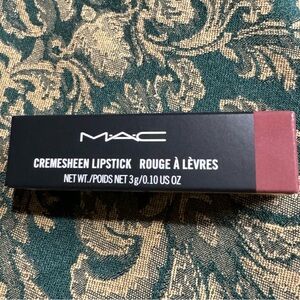 M·A·C
CREMESHEEN LIPSTICK ROUGE À LÈVRES
NET WT./POIDS NET 3 g/0.10 US OZ